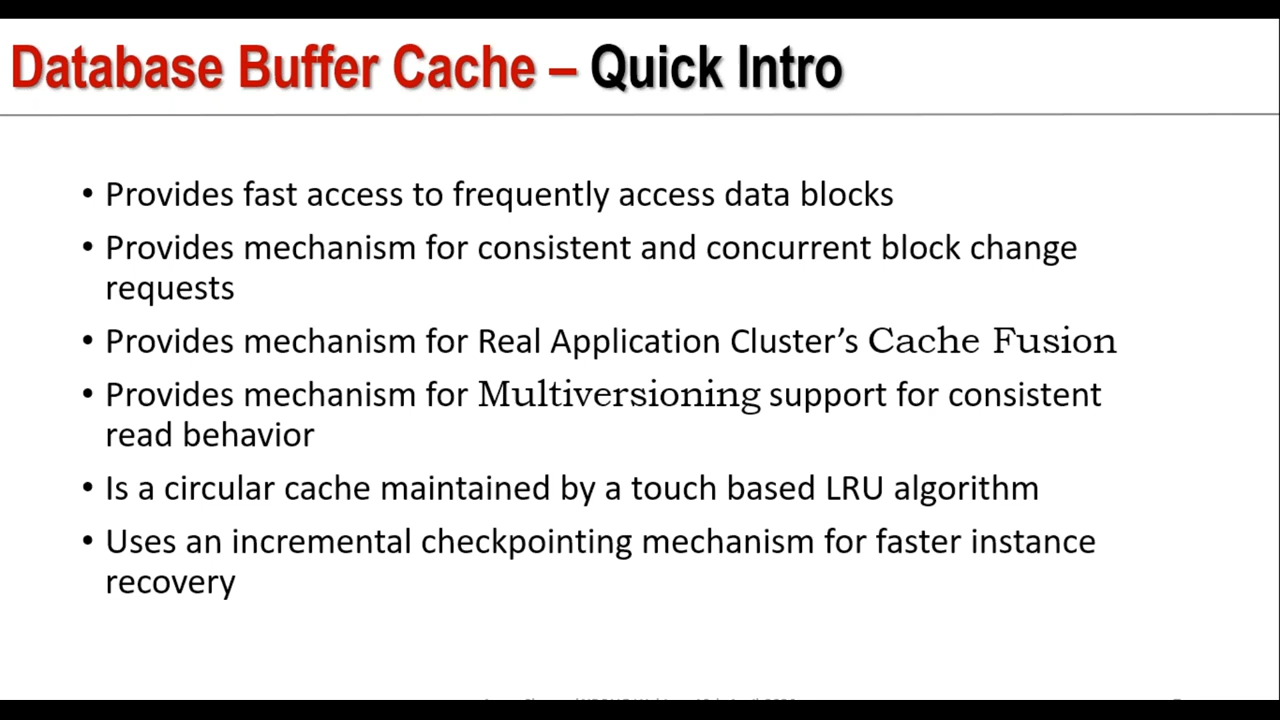 Database Buffer Cache – Quick Intro
• Provides fast access to frequently access data blocks
• Provides mechanism for consistent and concurrent block change
requests
• Provides mechanism for Real Application Cluster’s Cache Fusion
• Provides mechanism for Multiversioning support for consistent
read behavior
• Is a circular cache maintained by a touch based LRU algorithm
• Uses an incremental checkpointing mechanism for faster instance
recovery